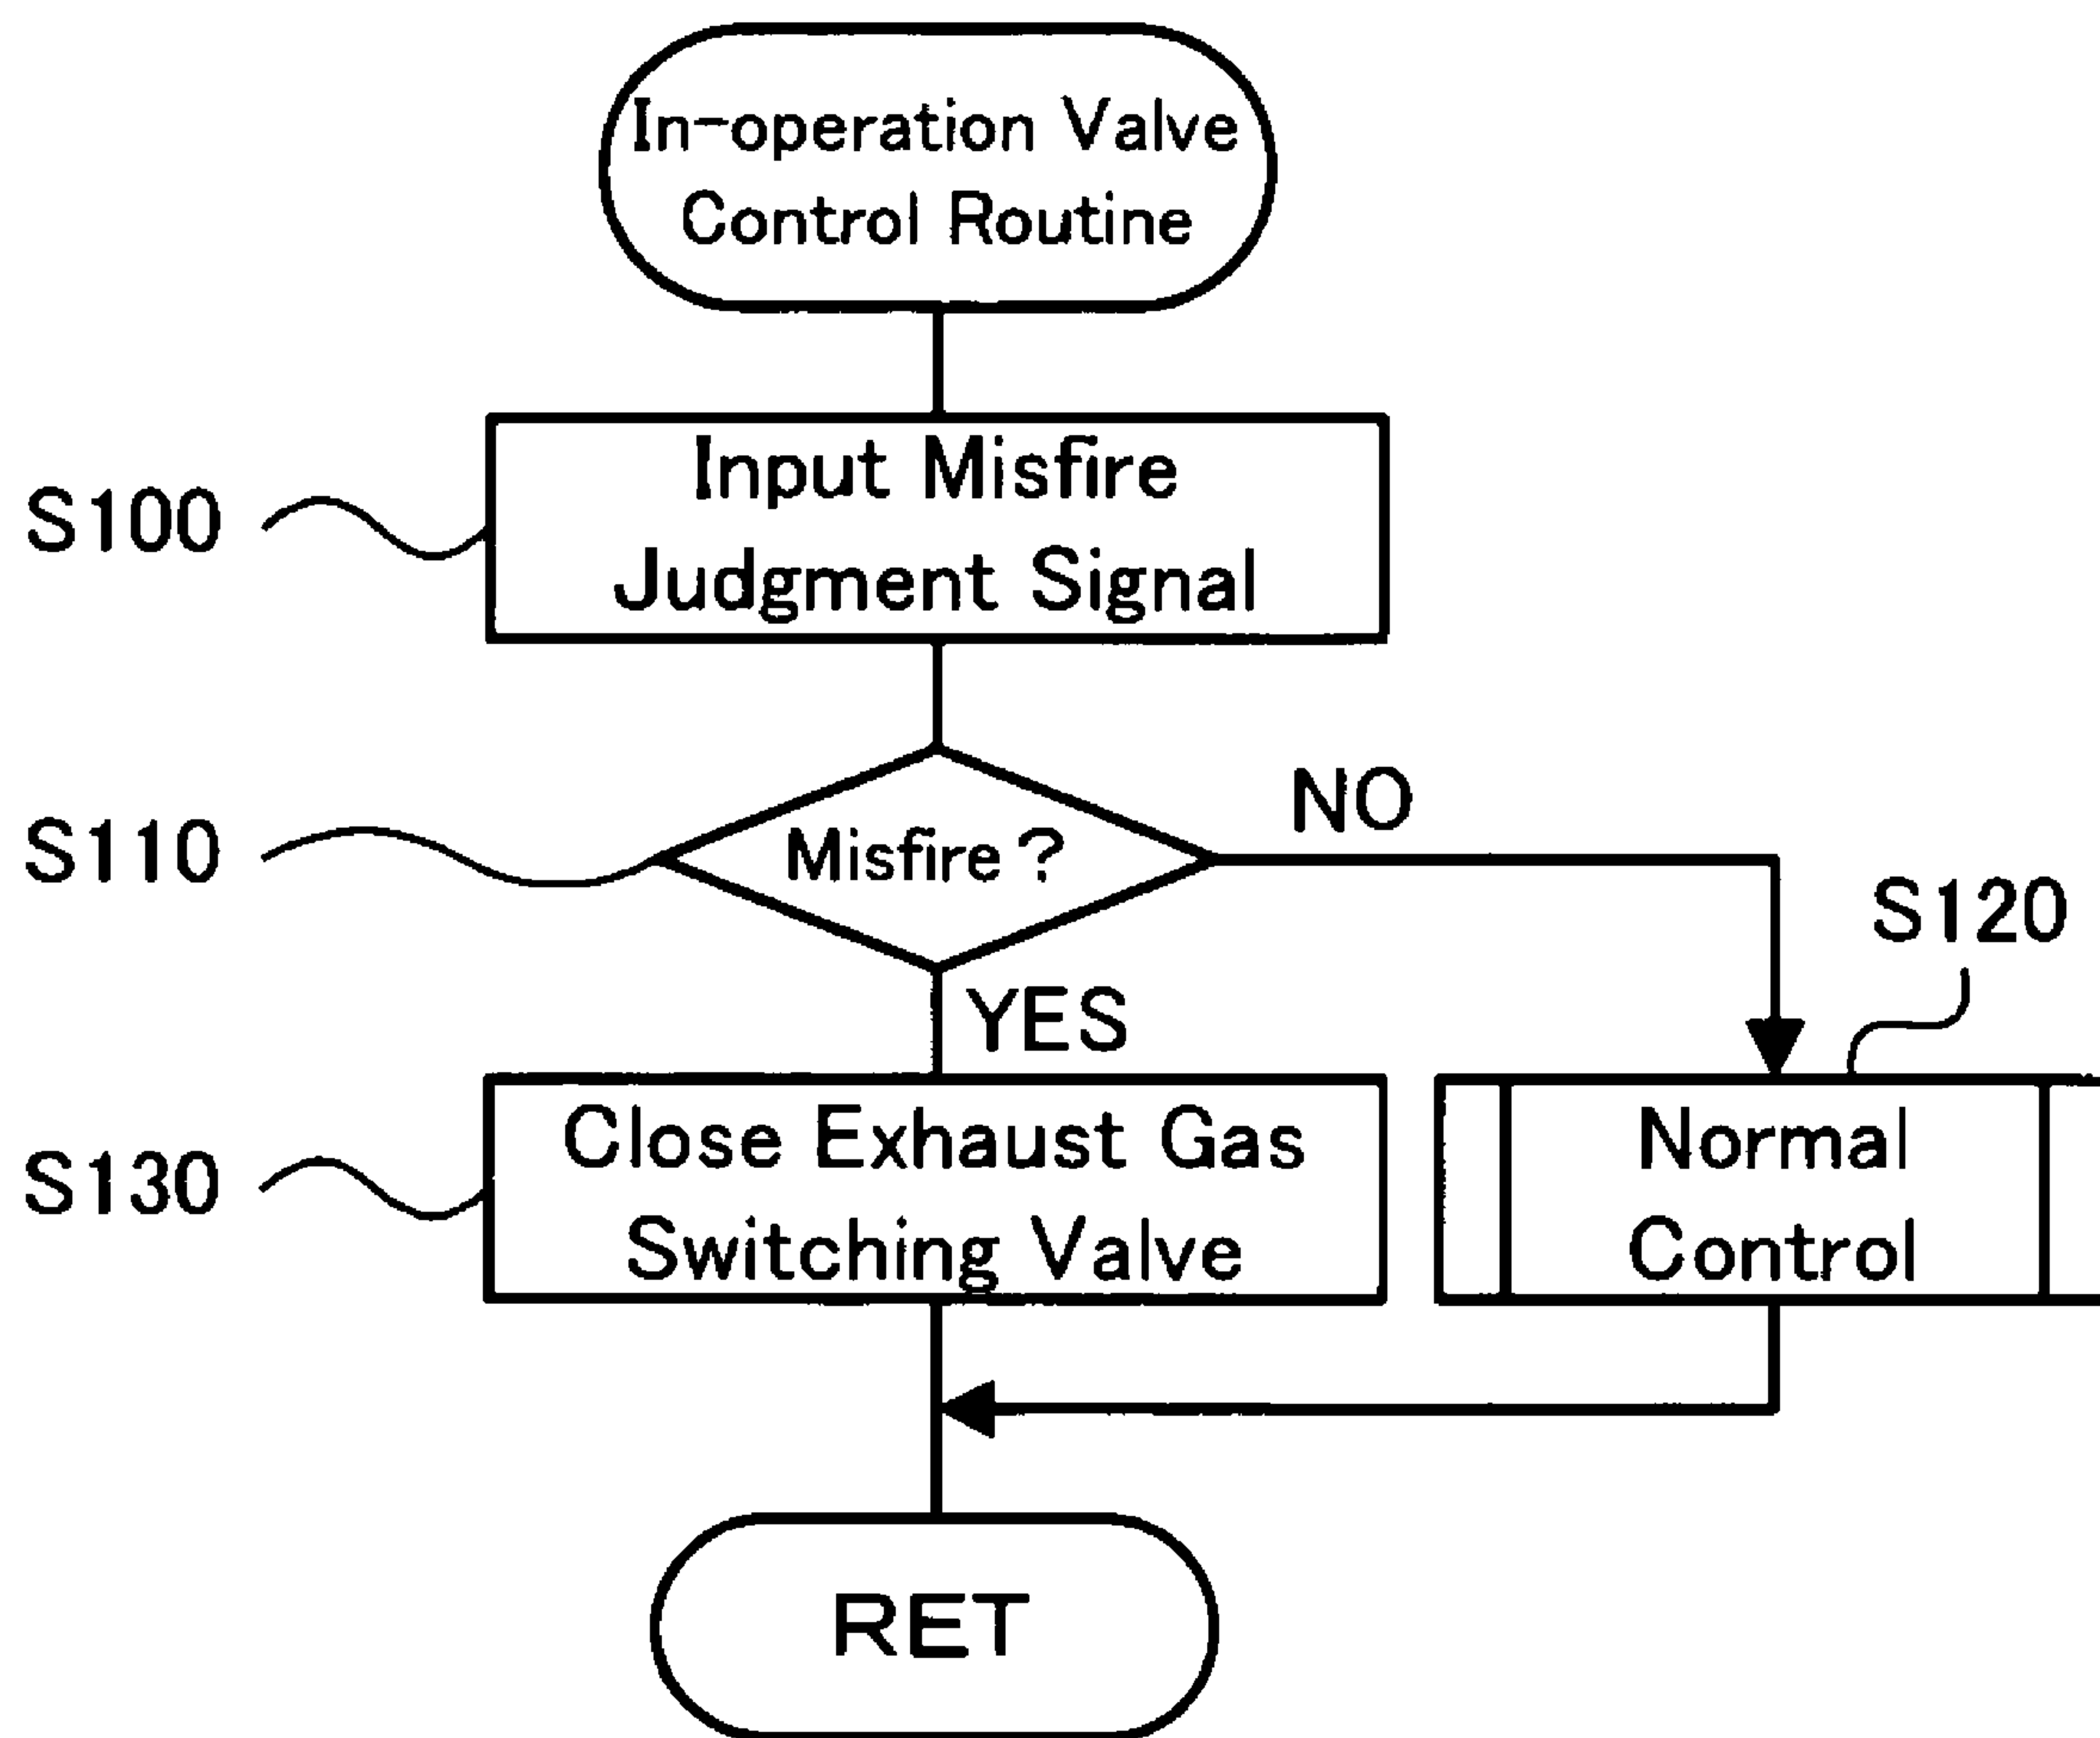 In-operation Valve
Control Routine
S100
Input Misfire
Judgment Signal
S110
Misfire?
NO
S120
YES
S130
Close Exhaust Gas
Switching Valve
Normal
Control
RET